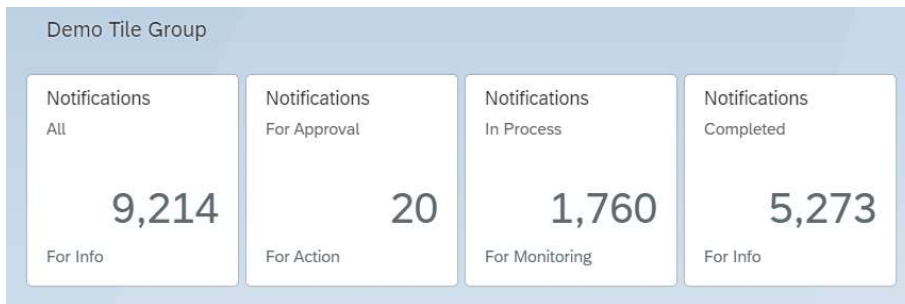 Demo Tile Group
Notifications
All
9,214
For Info
Notifications
For Approval
20
For Action
Notifications
In Process
1,760
For Monitoring
Notifications
Completed
5,273
For Info